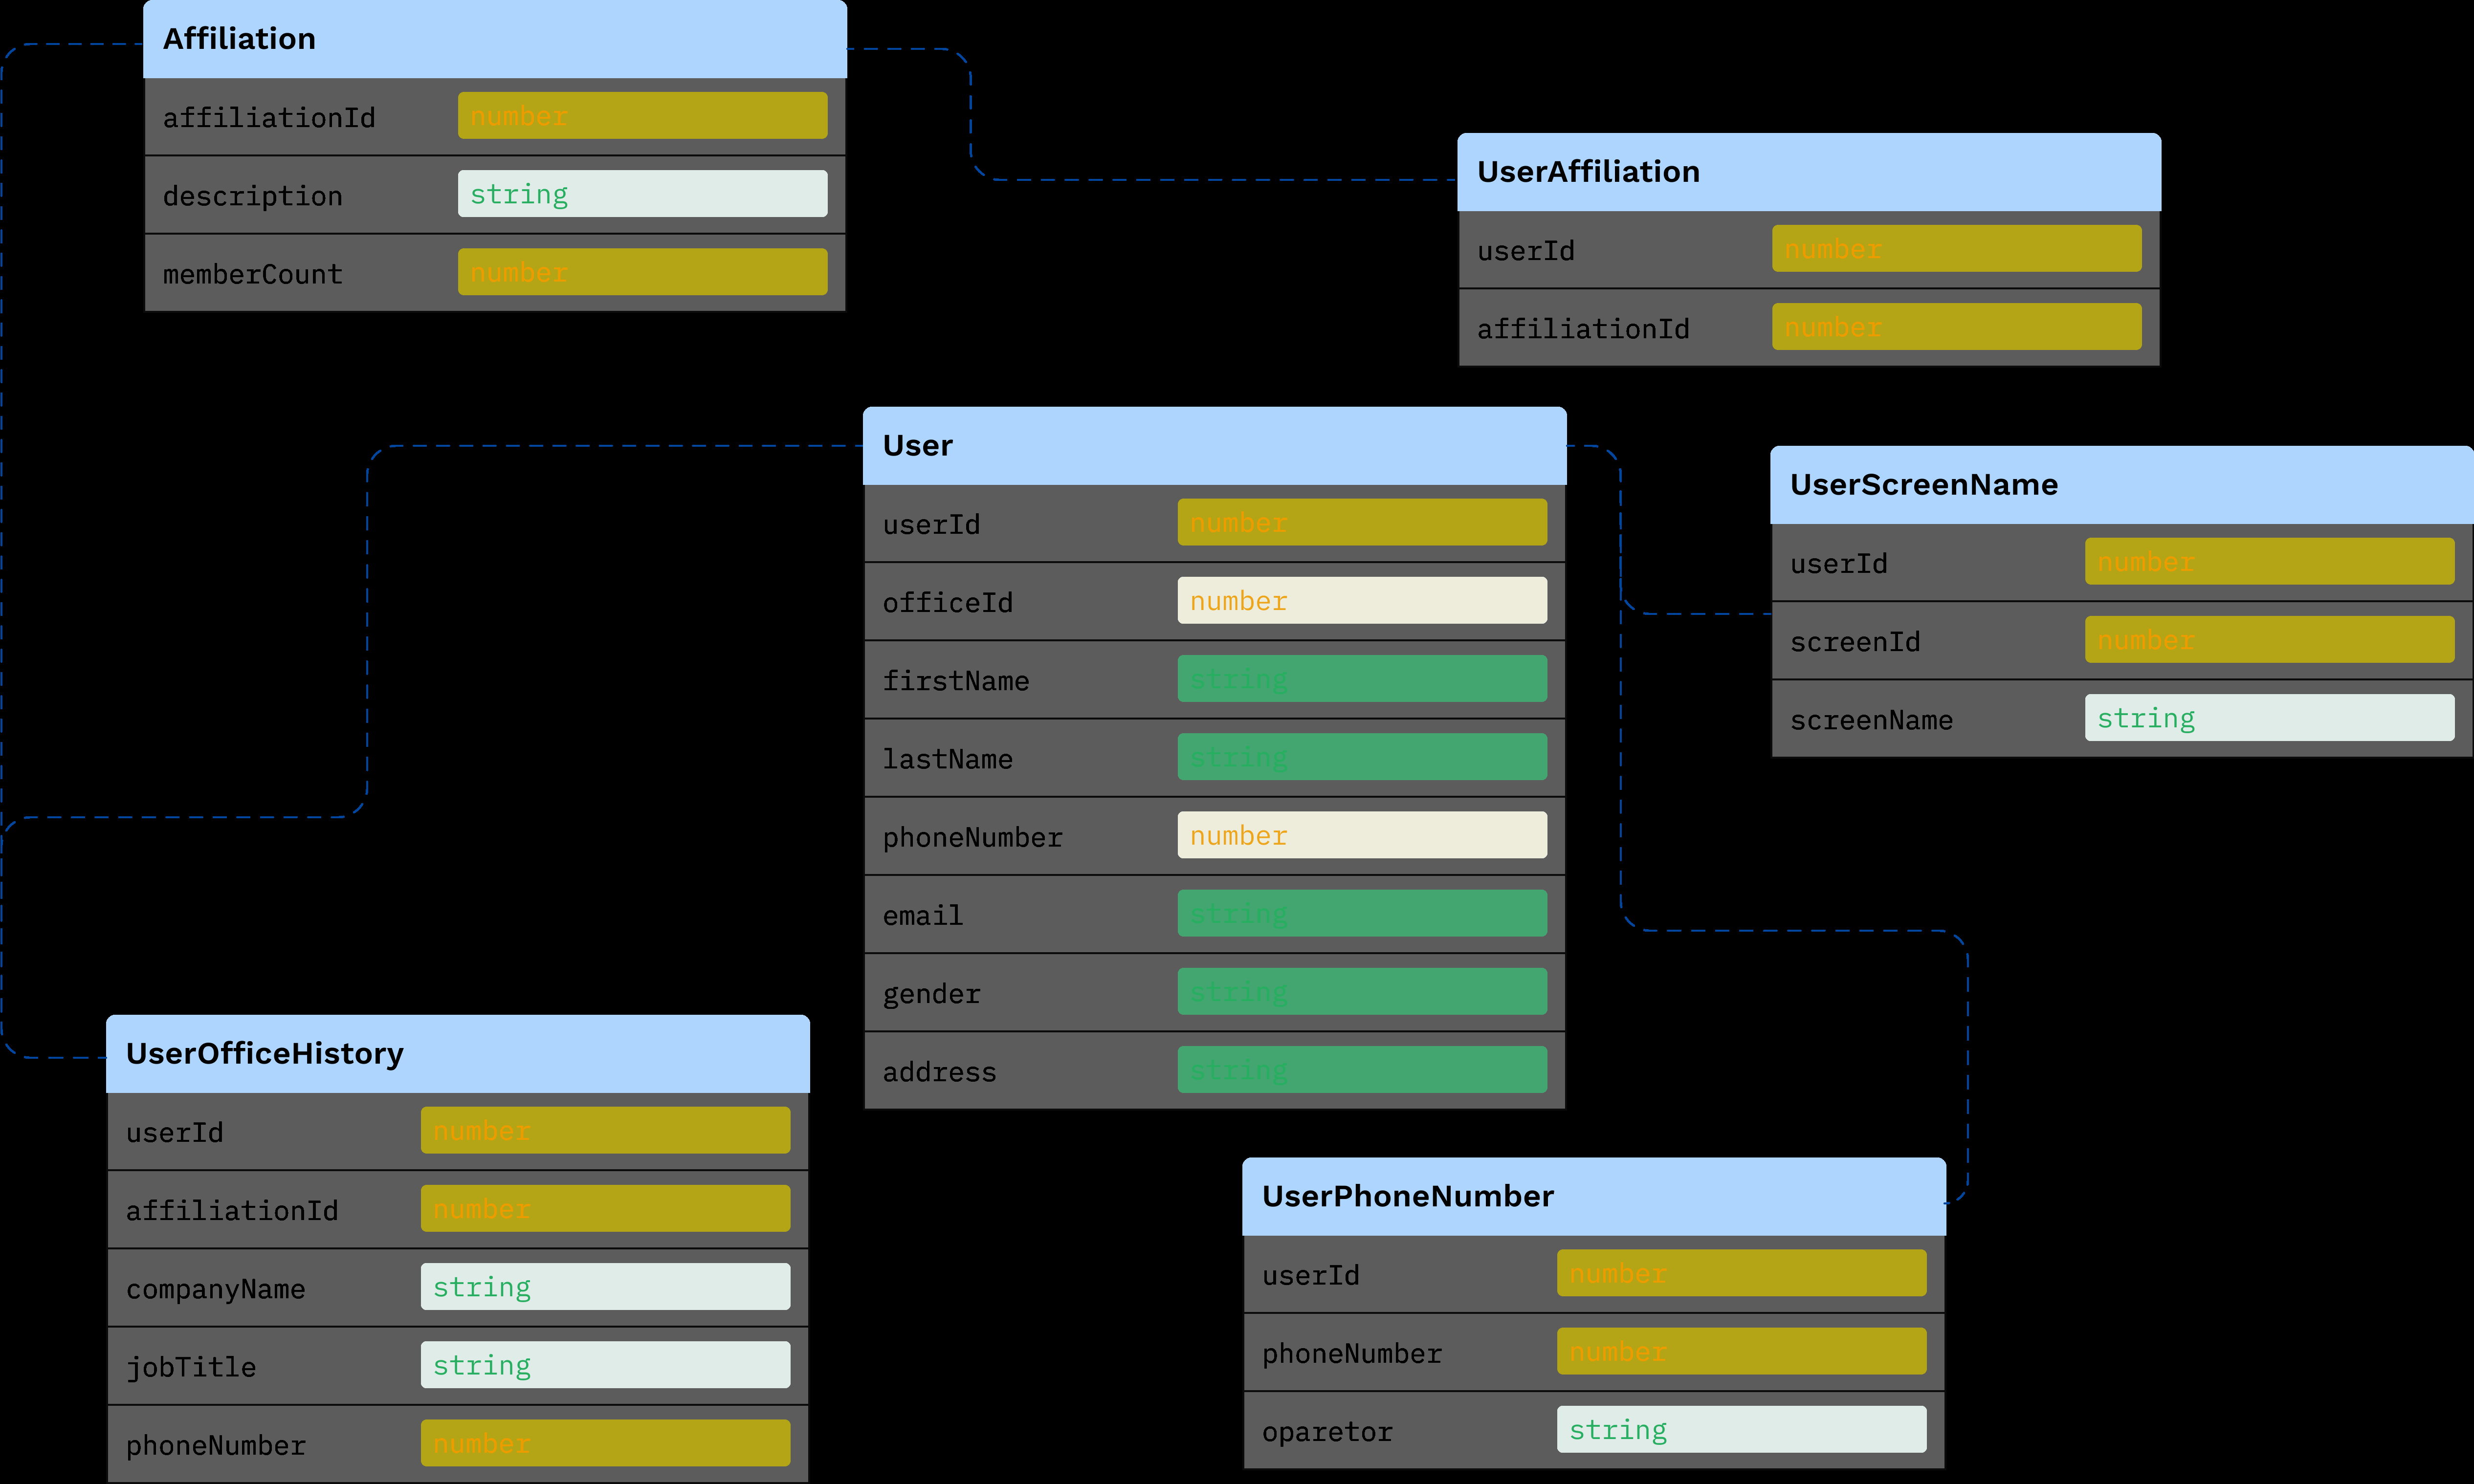 Affiliation
affiliationId number
description string
memberCount number
UserAffiliation
userId number
affiliationId number
User
userId number
officeId number
firstName string
lastName string
phoneNumber number
email string
gender string
address string
UserScreenName
userId number
screenId number
screenName string
UserOfficeHistory
userId number
affiliationId number
companyName string
jobTitle string
phoneNumber number
UserPhoneNumber
userId number
phoneNumber number
oparetor string